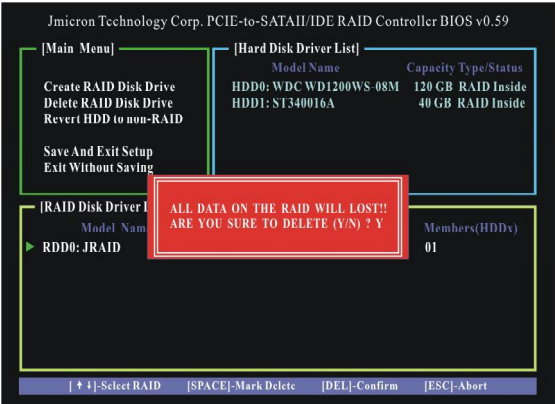 Jmicron Technology Corp. PCIE-to-SATAII/IDE RAID Controller BIOS v0.59
[Main Menu]
Create RAID Disk Drive
Delete RAID Disk Drive
Revert HDD to non-RAID
Save And Exit Setup
Exit Without Saving
[Hard Disk Driver List]
Model Name Capacity Type/Status
HDD0: WDC WD1200WS-08M 120 GB RAID Inside
HDD1: ST340016A 40 GB RAID Inside
ALL DATA ON THE RAID WILL LOST!!
ARE YOU SURE TO DELETE (Y/N) ? Y
[RAID Disk Driver
Model Members(HDDx)
RDD0: JRAID 01
[↑↓]-Select RAID [SPACE]-Mark Delete [DEL]-Confirm [ESC]-Abort